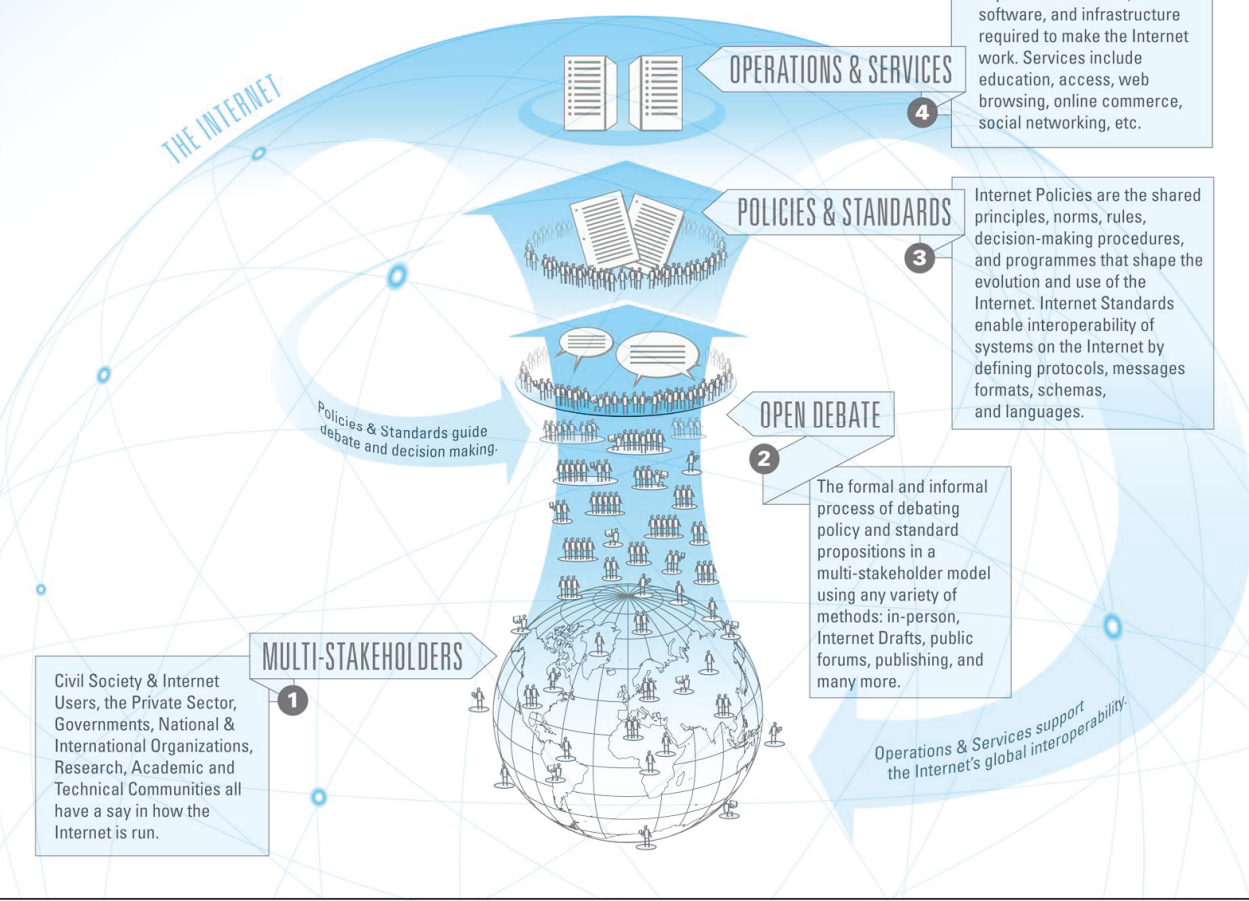 software, and infrastructure
required to make the Internet
work. Services include
education, access, web
browsing, online commerce,
social networking, etc.
THE INTERNET
OPERATIONS & SERVICES
4
POLICIES & STANDARDS
3
Internet Policies are the shared
principles, norms, rules,
decision-making procedures,
and programmes that shape the
evolution and use of the
Internet. Internet Standards
enable interoperability of
systems on the Internet by
defining protocols, messages
formats, schemas,
and languages.
Policies & Standards guide
debate and decision making.
OPEN DEBATE
2
The formal and informal
process of debating
policy and standard
propositions in a
multi-stakeholder model
using any variety of
methods: in-person,
Internet Drafts, public
forums, publishing, and
many more.
MULTI-STAKEHOLDERS
1
Civil Society & Internet
Users, the Private Sector,
Governments, National &
International Organizations,
Research, Academic and
Technical Communities all
have a say in how the
Internet is run.
Operations & Services support
the Internet's global interoperability.